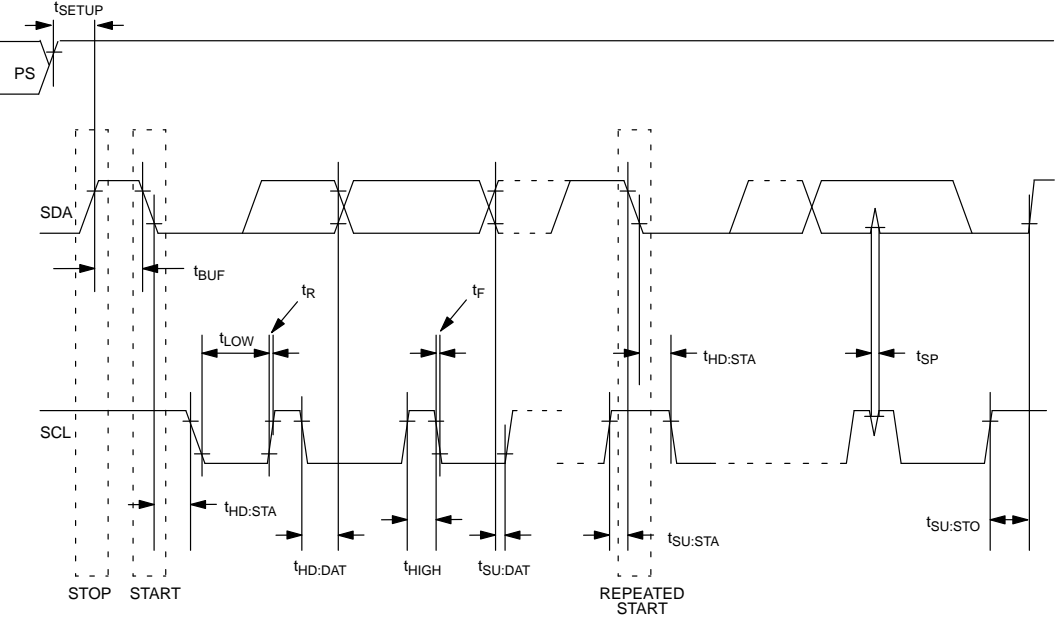 tSETUP
PS
SDA
tBUF
tR
tF
tLOW
tHD:STA
tSP
SCL
tHD:STA
tSU:STA
tSU:STO
tHD:DAT
tHIGH
tSU:DAT
STOP
START
REPEATED
START